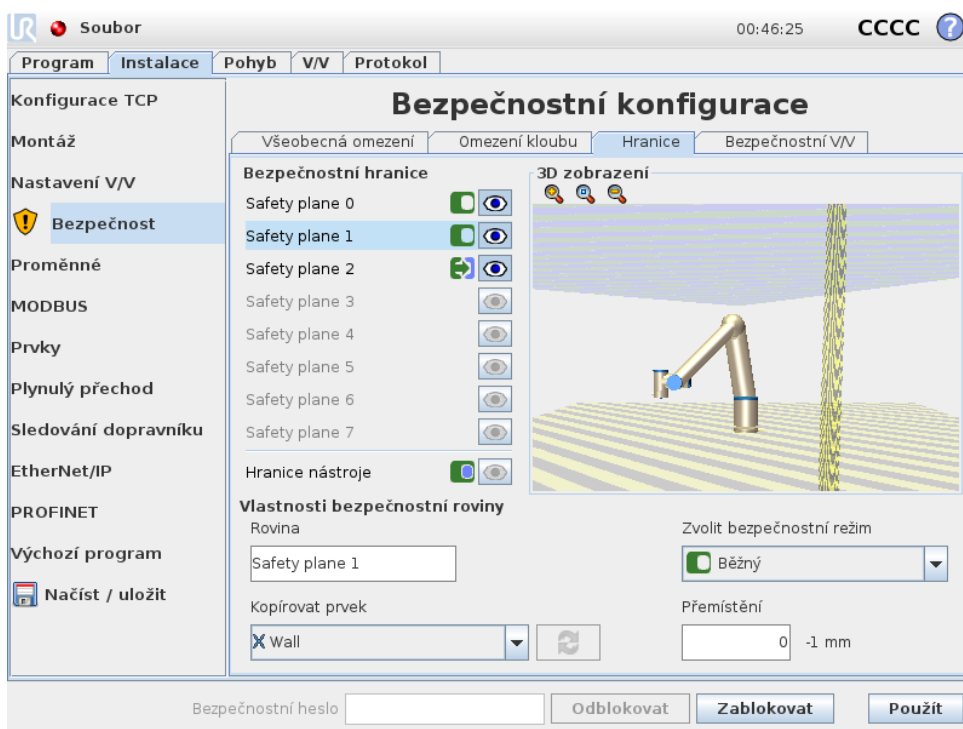 UR Soubor 00:46:25 CCCC ?
Program Instalace Pohyb V/V Protokol
Konfigurace TCP
Montáž
Nastavení V/V
Bezpečnost
Proměnné
MODBUS
Prvky
Plynulý přechod
Sledování dopravníku
EtherNet/IP
PROFINET
Výchozí program
Načíst / uložit
Bezpečnostní konfigurace
Všeobecná omezení Omezení kloubu Hranice Bezpečnostní V/V
Bezpečnostní hranice
Safety plane 0
Safety plane 1
Safety plane 2
Safety plane 3
Safety plane 4
Safety plane 5
Safety plane 6
Safety plane 7
Hranice nástroje
3D zobrazení
Vlastnosti bezpečnostní roviny
Rovina
Safety plane 1
Zvolit bezpečnostní režim
Běžný
Kopírovat prvek
Wall
Přemístění
0 -1 mm
Bezpečnostní heslo Odblokovat Zablokovat Použít